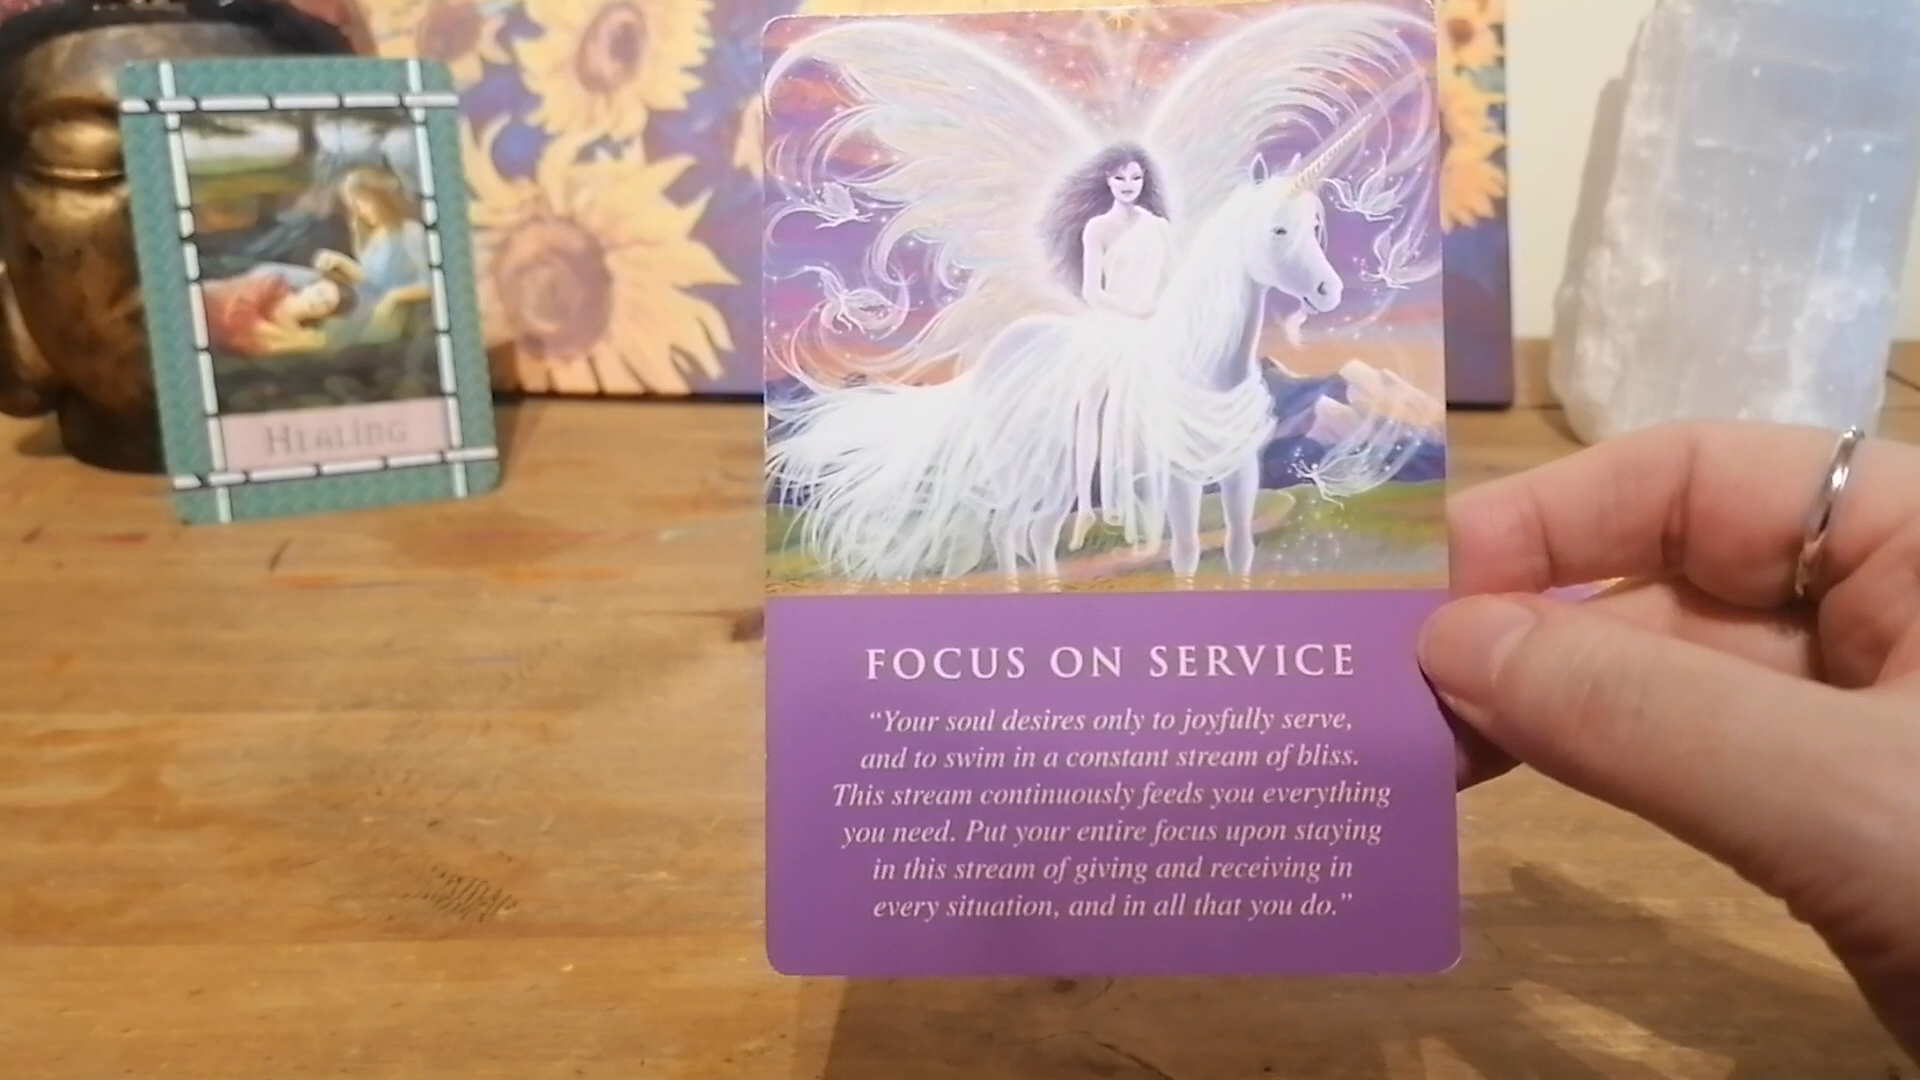 HEALING
FOCUS ON SERVICE
“Your soul desires only to joyfully serve,
and to swim in a constant stream of bliss.
This stream continuously feeds you everything
you need. Put your entire focus upon staying
in this stream of giving and receiving in
every situation, and in all that you do.”